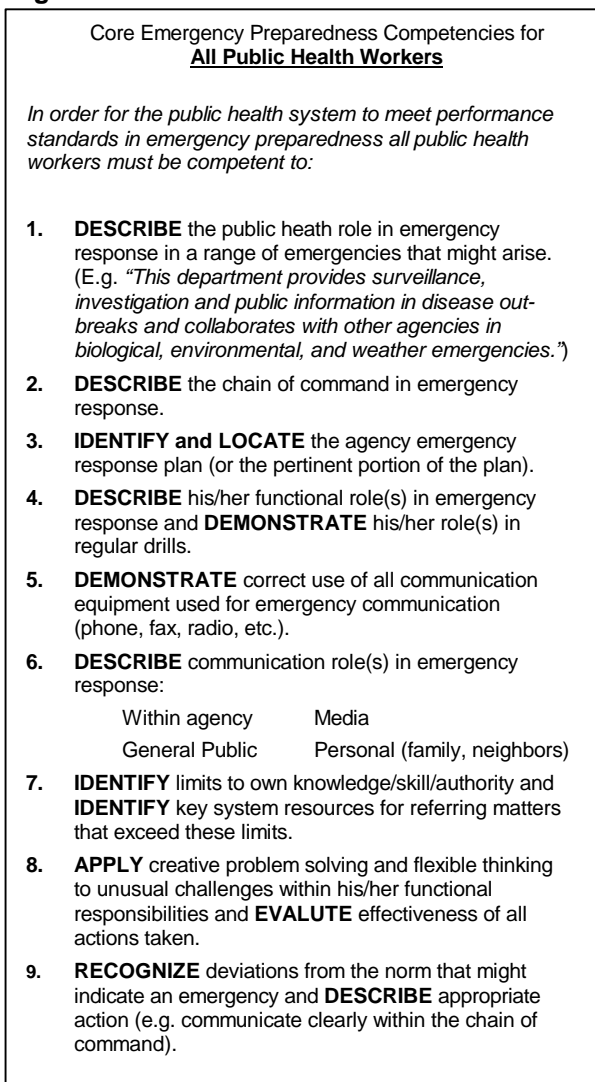 Core Emergency Preparedness Competencies for
All Public Health Workers
In order for the public health system to meet performance
standards in emergency preparedness all public health
workers must be competent to:
1. DESCRIBE the public heath role in emergency
response in a range of emergencies that might arise.
(E.g. “This department provides surveillance,
investigation and public information in disease out-
breaks and collaborates with other agencies in
biological, environmental, and weather emergencies.”)
2. DESCRIBE the chain of command in emergency
response.
3. IDENTIFY and LOCATE the agency emergency
response plan (or the pertinent portion of the plan).
4. DESCRIBE his/her functional role(s) in emergency
response and DEMONSTRATE his/her role(s) in
regular drills.
5. DEMONSTRATE correct use of all communication
equipment used for emergency communication
(phone, fax, radio, etc.).
6. DESCRIBE communication role(s) in emergency
response:
Within agency Media
General Public Personal (family, neighbors)
7. IDENTIFY limits to own knowledge/skill/authority and
IDENTIFY key system resources for referring matters
that exceed these limits.
8. APPLY creative problem solving and flexible thinking
to unusual challenges within his/her functional
responsibilities and EVALUTE effectiveness of all
actions taken.
9. RECOGNIZE deviations from the norm that might
indicate an emergency and DESCRIBE appropriate
action (e.g. communicate clearly within the chain of
command).